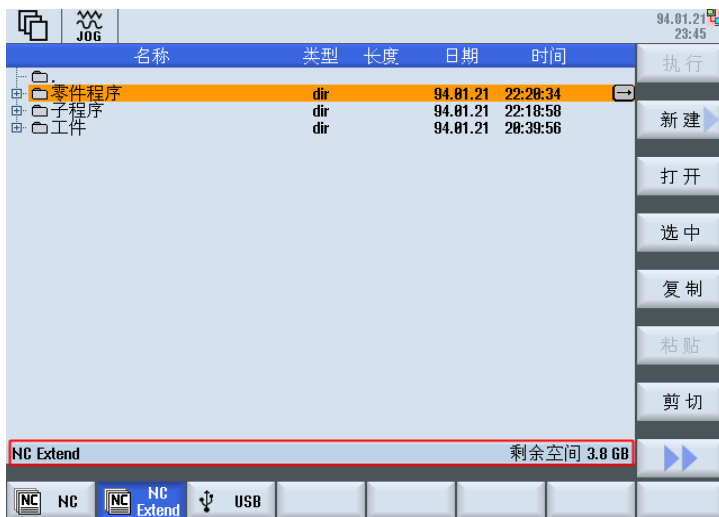 JOG
94.01.21
23:45
名称 类型 长度 日期 时间
.
零件程序 dir 94.01.21 22:20:34
子程序 dir 94.01.21 22:18:58
工件 dir 94.01.21 20:39:56
执行
新建
打开
选中
复制
粘贴
剪切
NC Extend 剩余空间 3.8 GB
NC NC
NC NC Extend
USB